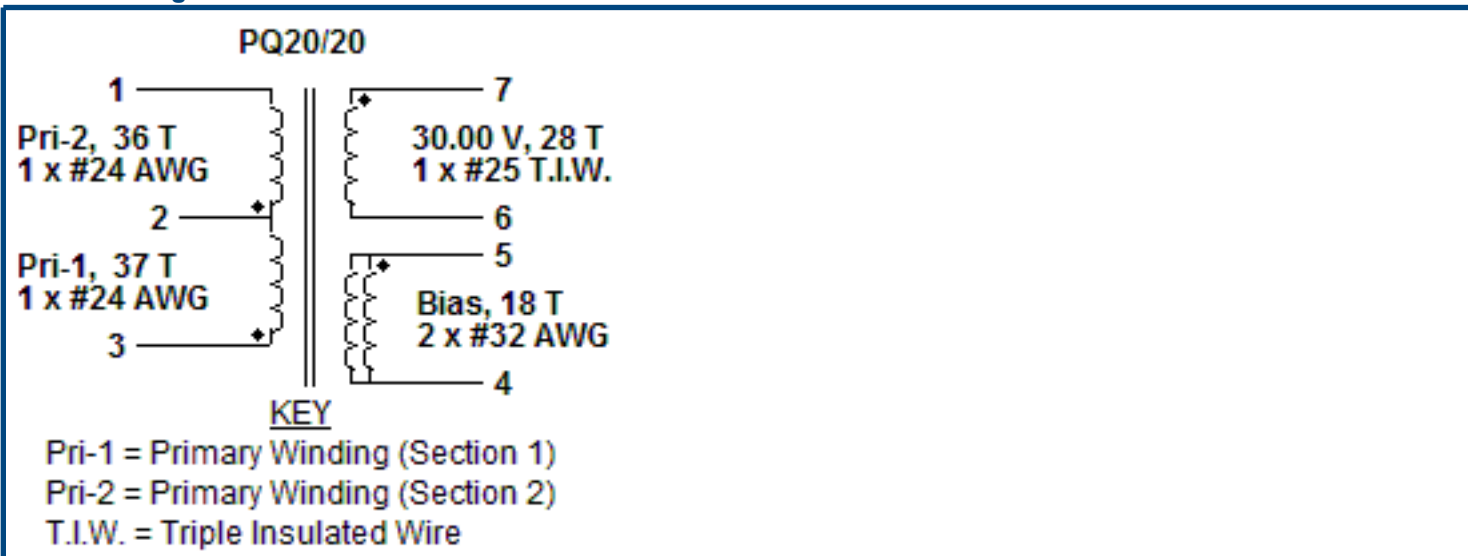 PQ20/20
1
7
Pri-2, 36 T
1 x #24 AWG
30.00 V, 28 T
1 x #25 T.I.W.
2
6
5
Pri-1, 37 T
1 x #24 AWG
Bias, 18 T
2 x #32 AWG
3
4
KEY
Pri-1 = Primary Winding (Section 1)
Pri-2 = Primary Winding (Section 2)
T.I.W. = Triple Insulated Wire